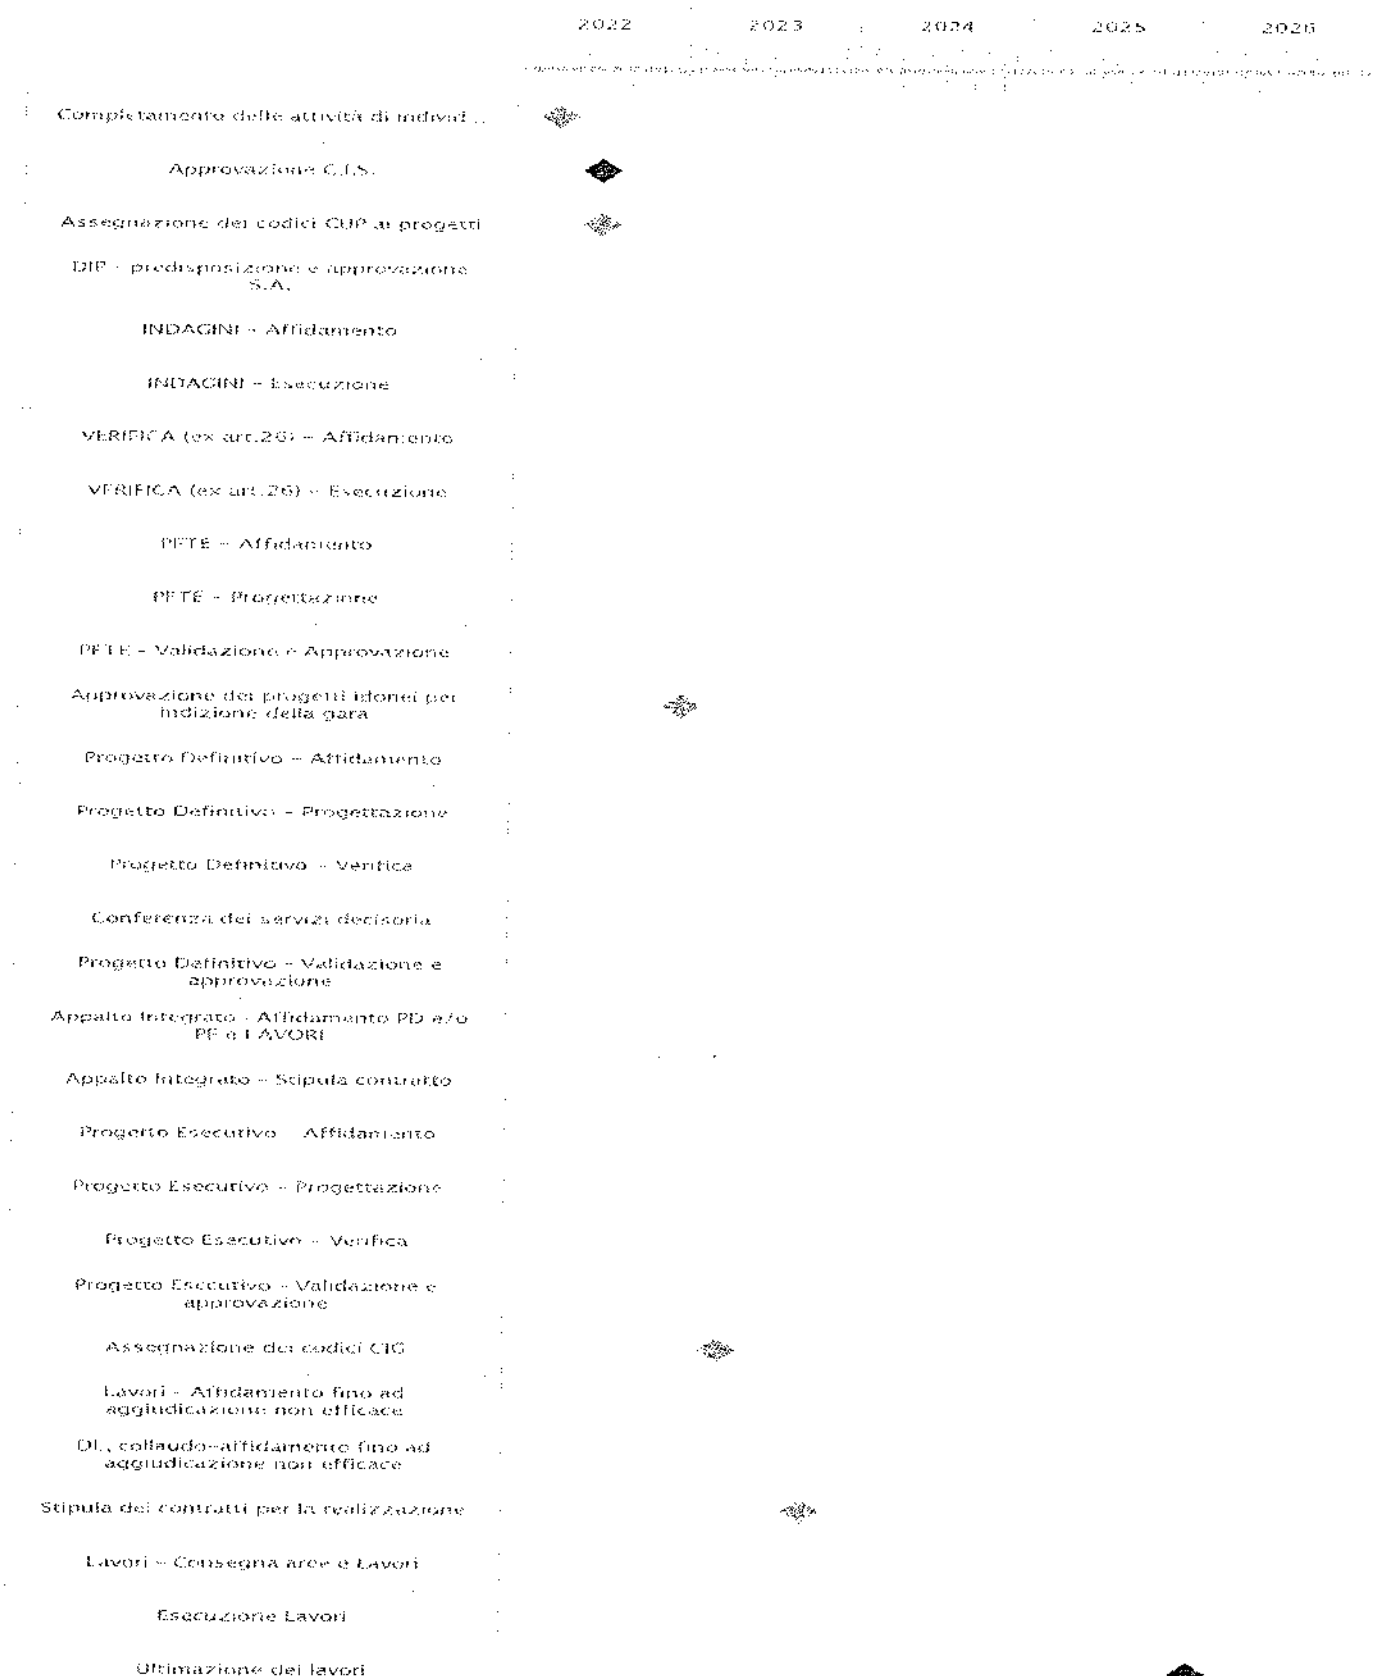 2022 2023 2024 2025 2026
Completamento delle attività di individ...
Approvazione C.I.S.
Assegnazione dei codici CUP ai progetti
DIP - predisposizione e approvazione
S.A.
INDAGINI - Affidamento
INDAGINI - Esecuzione
VERIFICA (ex art.26) - Affidamento
VERIFICA (ex art.26) - Esecuzione
PFTE - Affidamento
PFTE - Progettazione
PFTE - Validazione e Approvazione
Approvazione dei progetti idonei per
indizione della gara
Progetto Definitivo - Affidamento
Progetto Definitivo - Progettazione
Progetto Definitivo - Verifica
Conferenza dei servizi decisoria
Progetto Definitivo - Validazione e
approvazione
Appalto Integrato - Affidamento PD e/o
PE e LAVORI
Appalto Integrato - Stipula contratto
Progetto Esecutivo - Affidamento
Progetto Esecutivo - Progettazione
Progetto Esecutivo - Verifica
Progetto Esecutivo - Validazione e
approvazione
Assegnazione dei codici CIG
Lavori - Affidamento fino ad
aggiudicazione non efficace
DL, collaudo-affidamento fino ad
aggiudicazione non efficace
Stipula dei contratti per la realizzazione
Lavori - Consegna aree e Lavori
Esecuzione Lavori
Ultimazione dei lavori